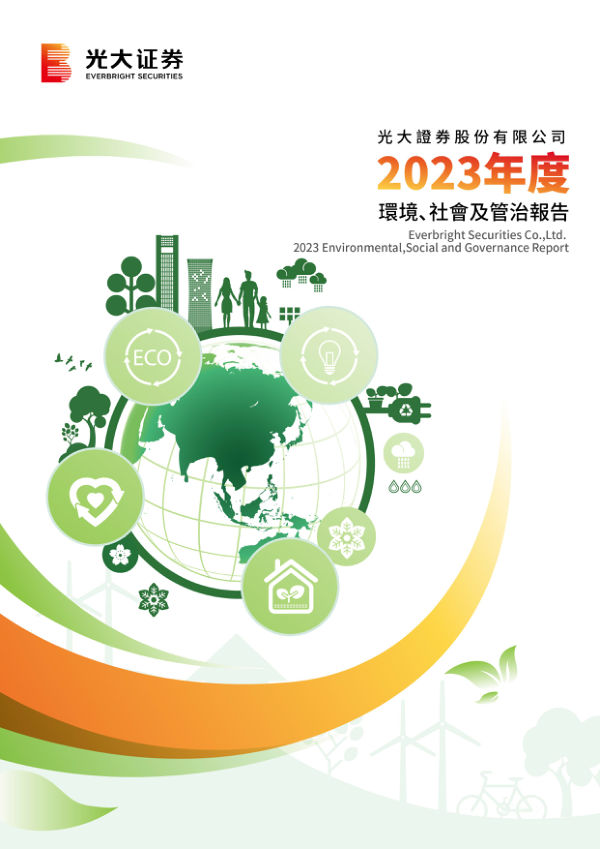 光大证券
EVERBRIGHT SECURITIES
光大證券股份有限公司
2023年度
環境、社會及管治報告
Everbright Securities Co.,Ltd.
2023 Environmental,Social and Governance Report
ECO